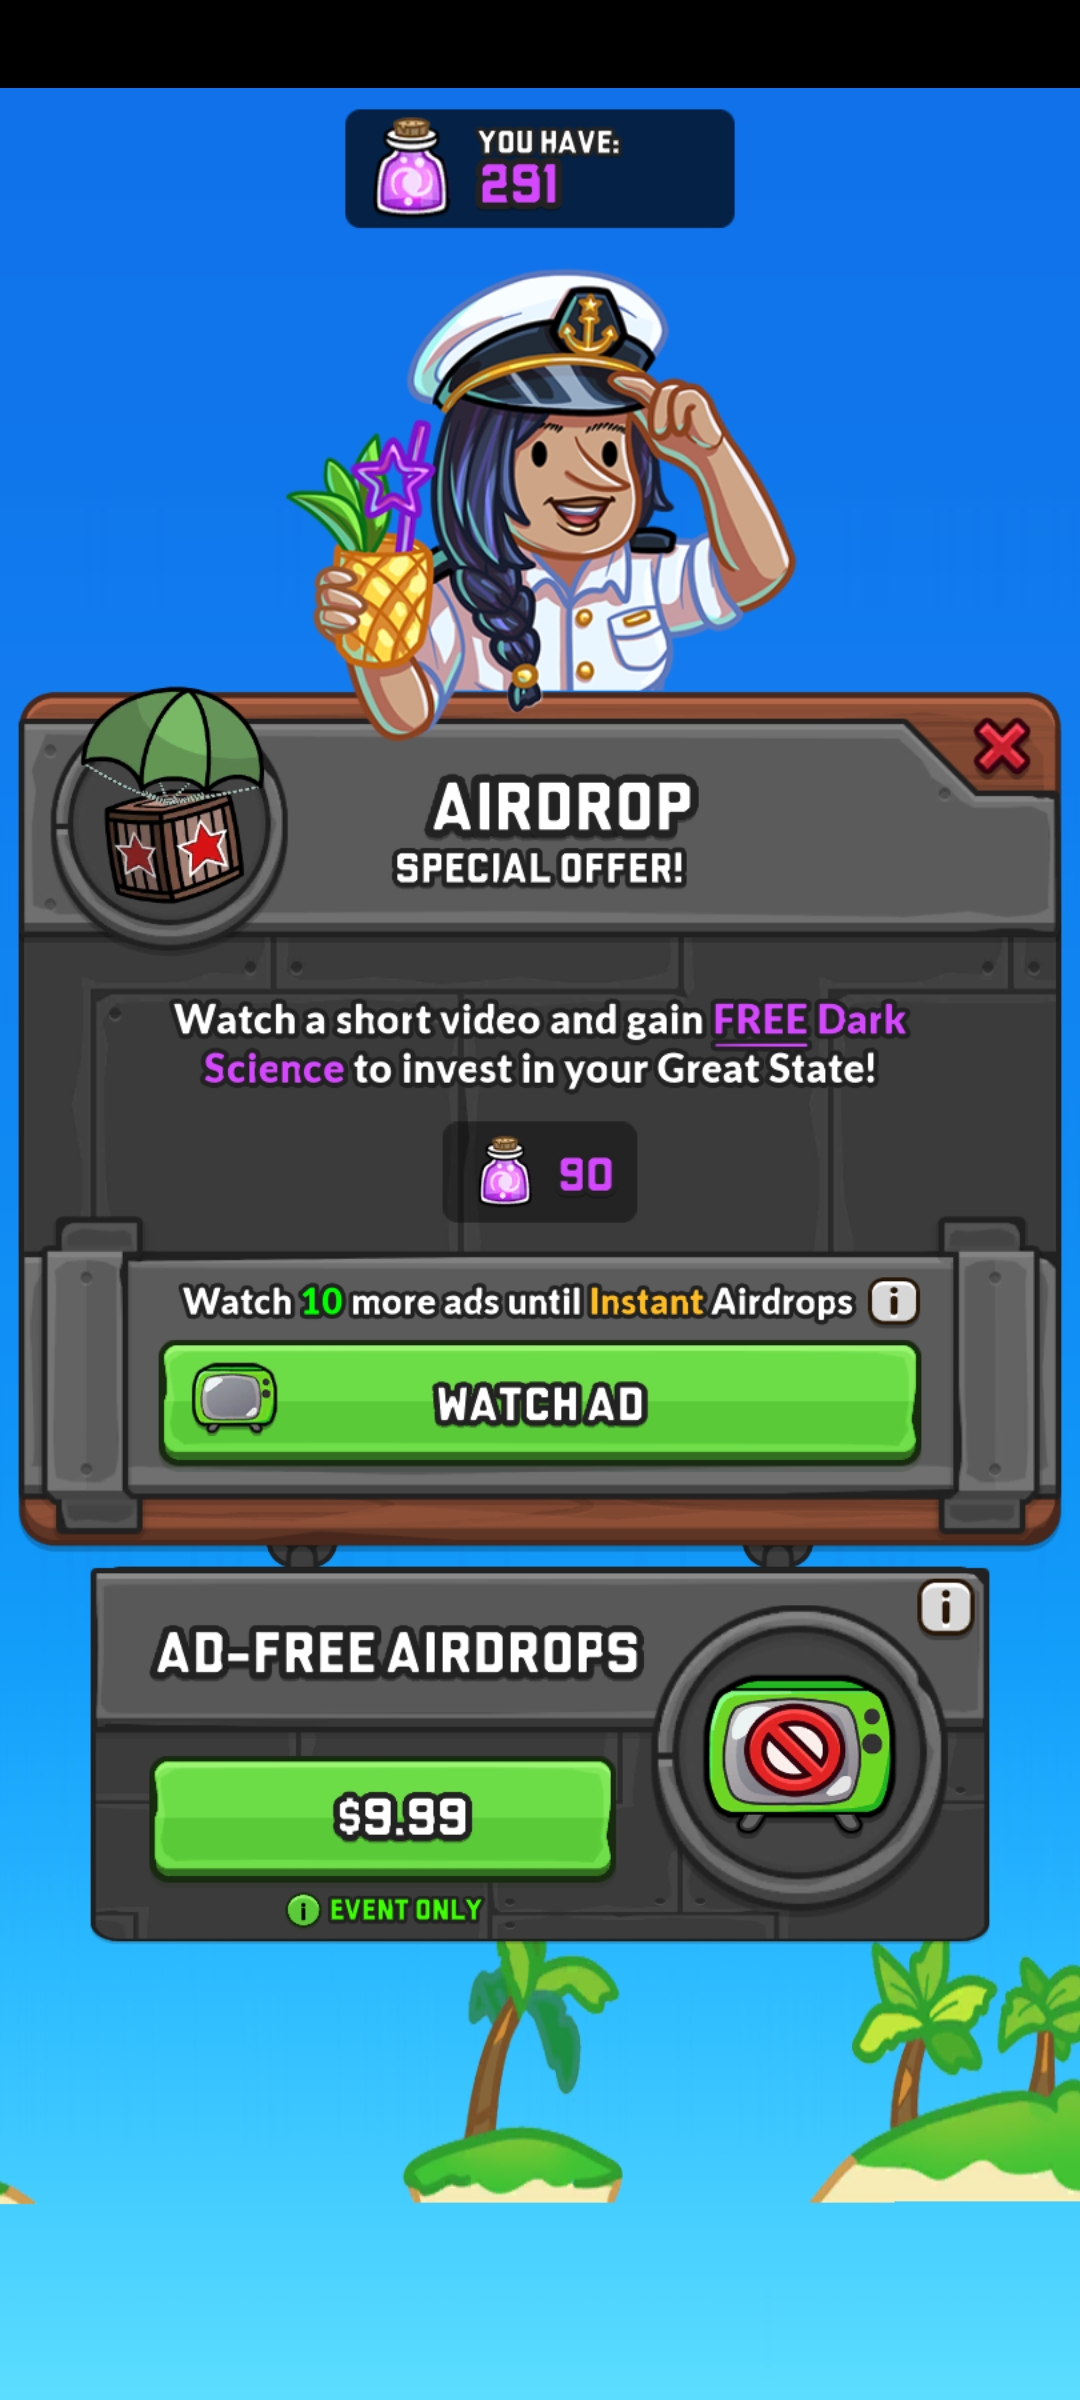 YOU HAVE:
291
AIRDROP
SPECIAL OFFER!
Watch a short video and gain FREE Dark
Science to invest in your Great State!
90
Watch 10 more ads until Instant Airdrops i
WATCH AD
i
AD-FREE AIRDROPS
$9.99
i EVENT ONLY